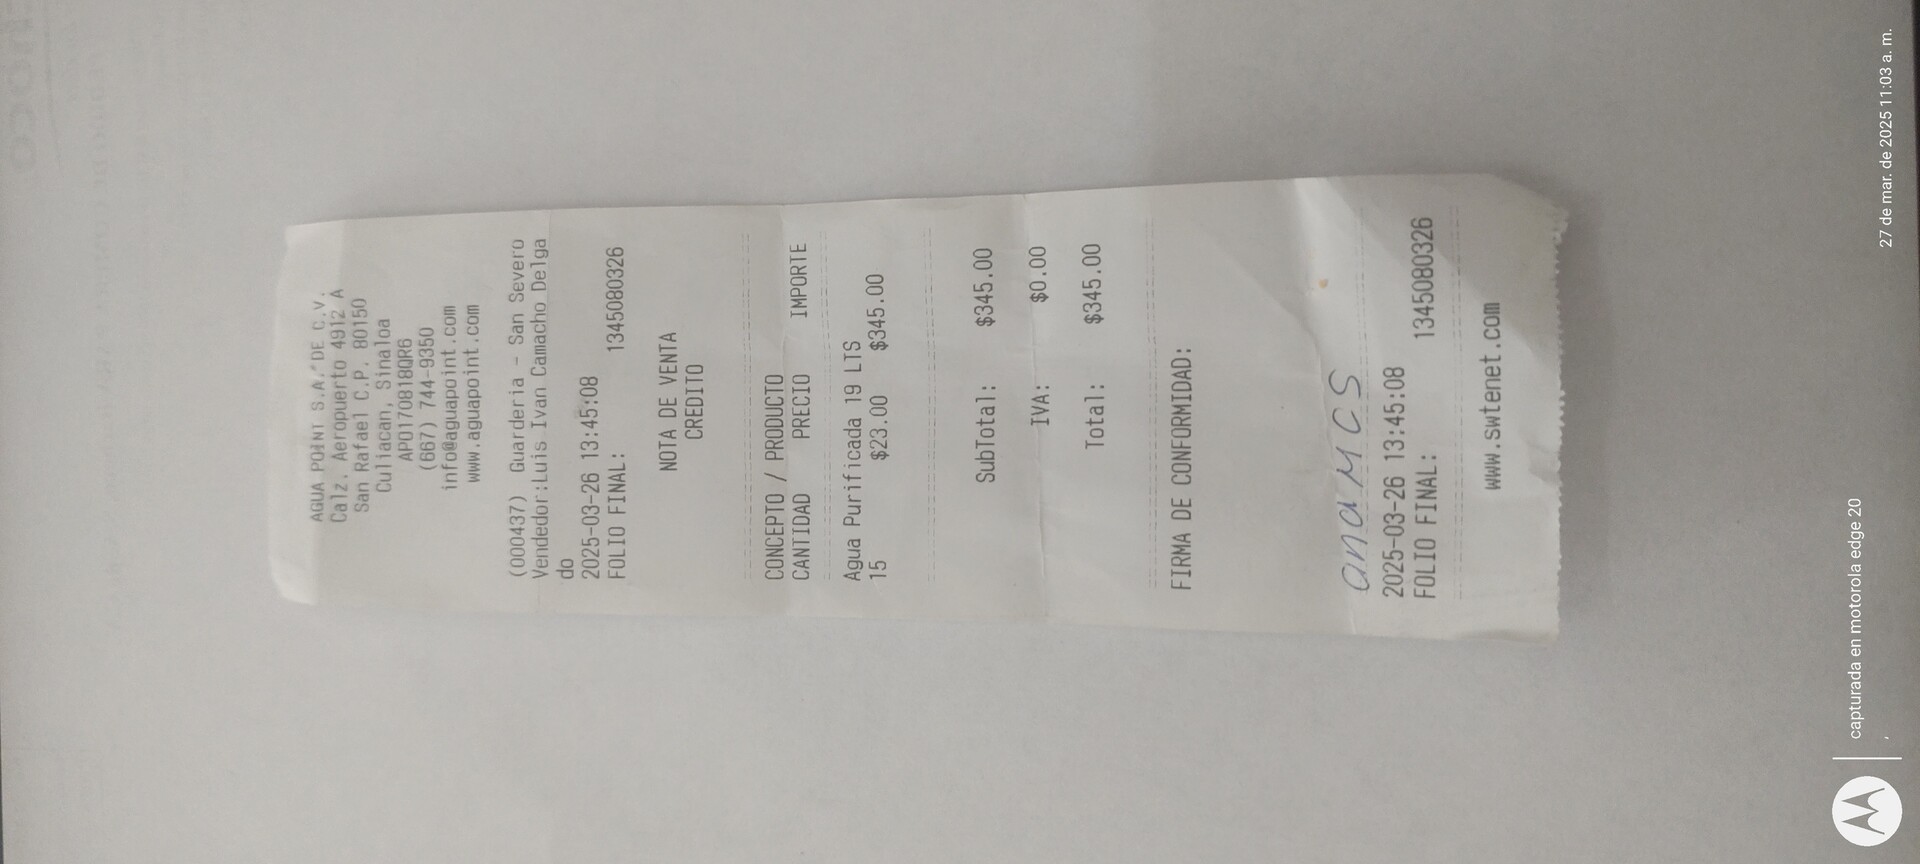 AGUA POINT S.A. DE C.V.
Calz. Aeropuerto 4912 A
San Rafael C.P. 80150
Culiacan, Sinaloa
APO170818QR6
(667) 744-9350
info@aguapoint.com
www.aguapoint.com
(000437) Guarderia - San Severo
Vendedor:Luis Ivan Camacho Delga
do
2025-03-26 13:45:08
FOLIO FINAL: 1345080326
NOTA DE VENTA
CREDITO
CONCEPTO / PRODUCTO
CANTIDAD PRECIO IMPORTE
Agua Purificada 19 LTS
15 $23.00 $345.00
SubTotal: $345.00
IVA: $0.00
Total: $345.00
FIRMA DE CONFORMIDAD:
ana M C S
2025-03-26 13:45:08
FOLIO FINAL: 1345080326
www.swtenet.com
capturada en motorola edge 20
27 de mar. de 2025 11:03 a. m.